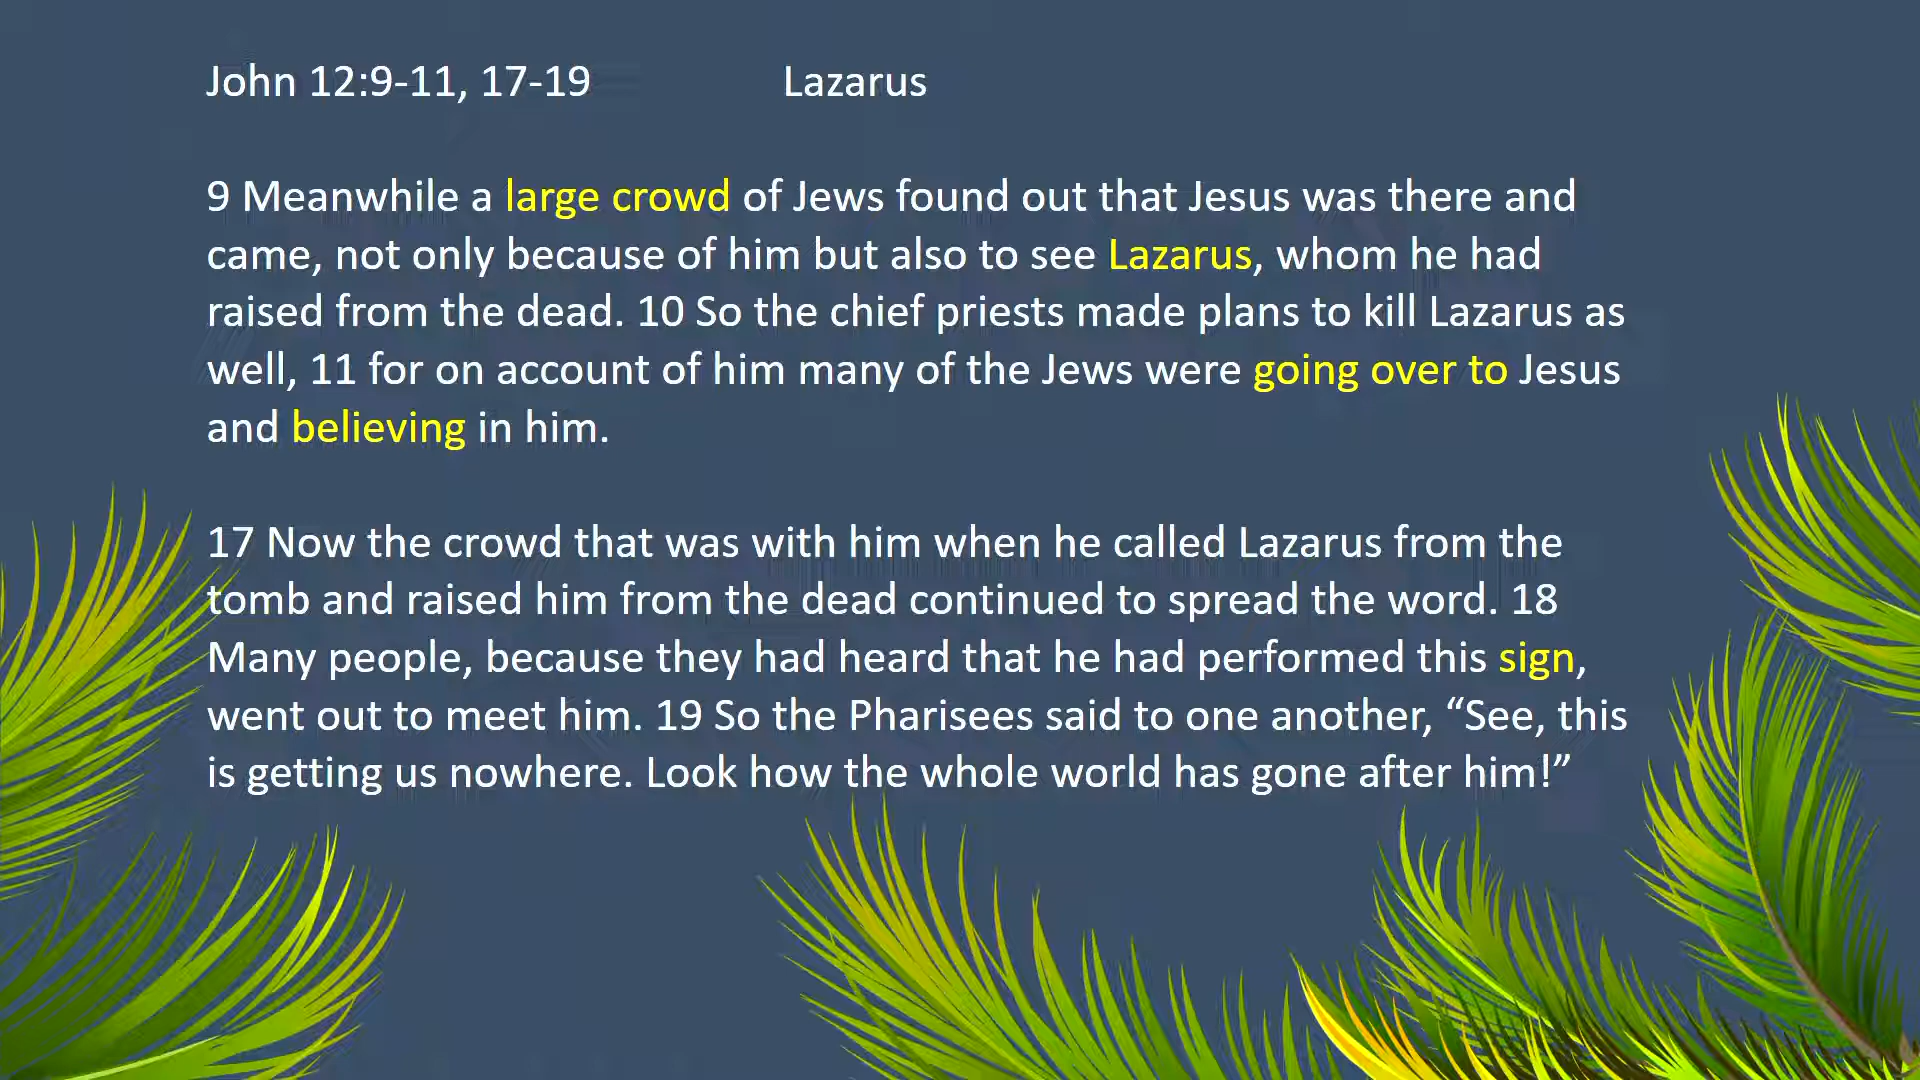 John 12:9-11, 17-19 Lazarus
9 Meanwhile a large crowd of Jews found out that Jesus was there and
came, not only because of him but also to see Lazarus, whom he had
raised from the dead. 10 So the chief priests made plans to kill Lazarus as
well, 11 for on account of him many of the Jews were going over to Jesus
and believing in him.
17 Now the crowd that was with him when he called Lazarus from the
tomb and raised him from the dead continued to spread the word. 18
Many people, because they had heard that he had performed this sign,
went out to meet him. 19 So the Pharisees said to one another, “See, this
is getting us nowhere. Look how the whole world has gone after him!”